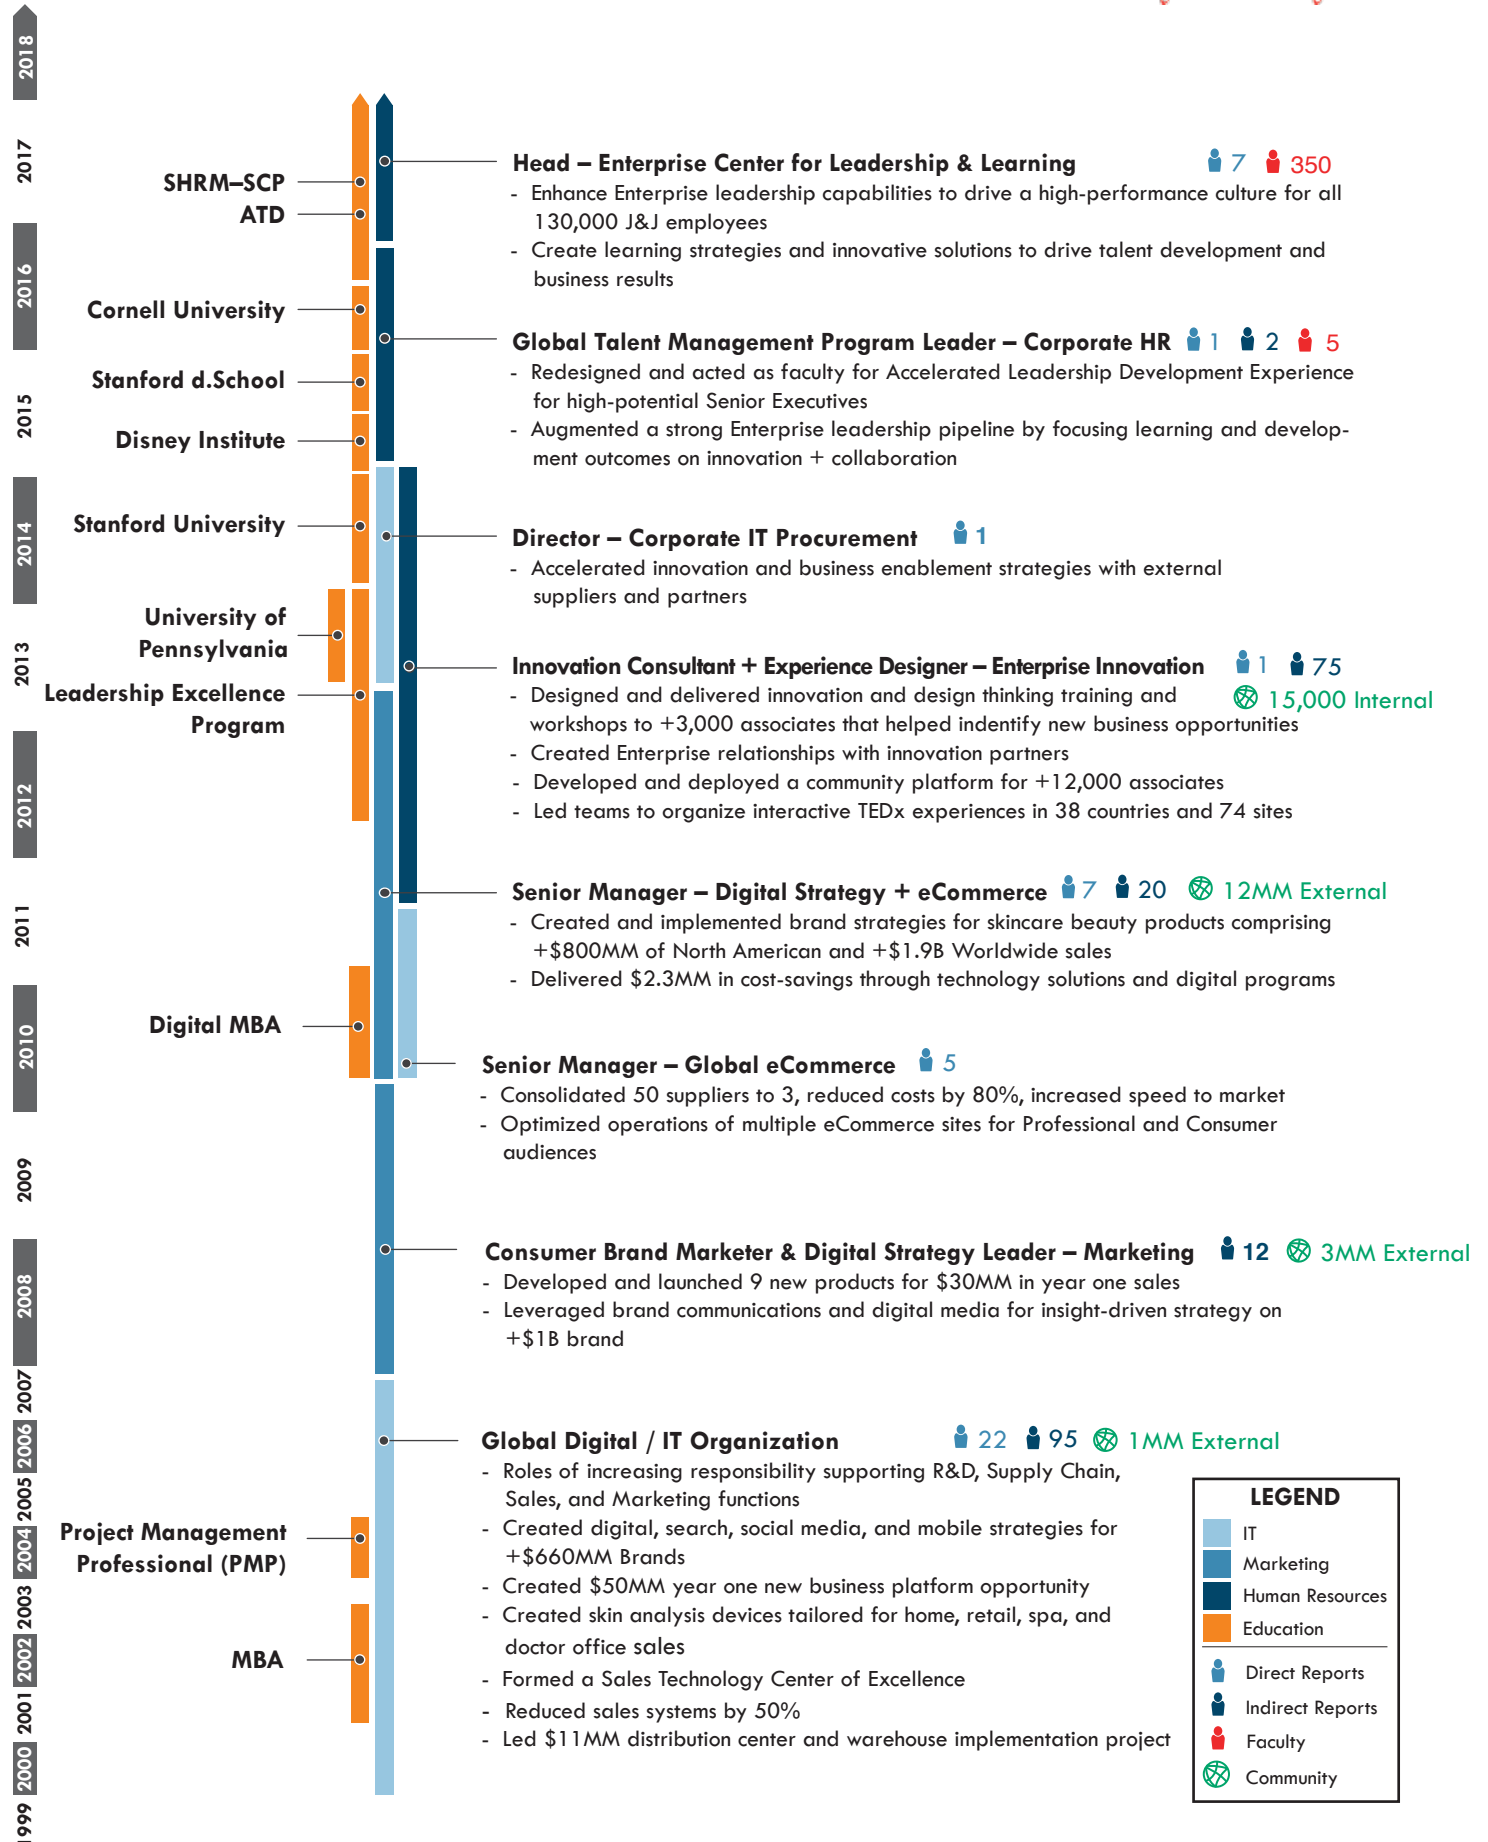 2018
2017
2016
2015
2014
2013
2012
2011
2010
2009
2008
2007
2006
2005
2004
2003
2002
2001
2000
1999
SHRM–SCP
ATD
Cornell University
Stanford d.School
Disney Institute
Stanford University
University of
Pennsylvania
Leadership Excellence
Program
Digital MBA
Project Management
Professional (PMP)
MBA
Head – Enterprise Center for Leadership & Learning 7 350
- Enhance Enterprise leadership capabilities to drive a high-performance culture for all
130,000 J&J employees
- Create learning strategies and innovative solutions to drive talent development and
business results
Global Talent Management Program Leader – Corporate HR 1 2 5
- Redesigned and acted as faculty for Accelerated Leadership Development Experience
for high-potential Senior Executives
- Augmented a strong Enterprise leadership pipeline by focusing learning and develop-
ment outcomes on innovation + collaboration
Director – Corporate IT Procurement 1
- Accelerated innovation and business enablement strategies with external
suppliers and partners
Innovation Consultant + Experience Designer – Enterprise Innovation 1 75
15,000 Internal
- Designed and delivered innovation and design thinking training and
workshops to +3,000 associates that helped indentify new business opportunities
- Created Enterprise relationships with innovation partners
- Developed and deployed a community platform for +12,000 associates
- Led teams to organize interactive TEDx experiences in 38 countries and 74 sites
Senior Manager – Digital Strategy + eCommerce 7 20 12MM External
- Created and implemented brand strategies for skincare beauty products comprising
+$800MM of North American and +$1.9B Worldwide sales
- Delivered $2.3MM in cost-savings through technology solutions and digital programs
Senior Manager – Global eCommerce 5
- Consolidated 50 suppliers to 3, reduced costs by 80%, increased speed to market
- Optimized operations of multiple eCommerce sites for Professional and Consumer
audiences
Consumer Brand Marketer & Digital Strategy Leader – Marketing 12 3MM External
- Developed and launched 9 new products for $30MM in year one sales
- Leveraged brand communications and digital media for insight-driven strategy on
+$1B brand
Global Digital / IT Organization 22 95 1MM External
- Roles of increasing responsibility supporting R&D, Supply Chain,
Sales, and Marketing functions
- Created digital, search, social media, and mobile strategies for
+$660MM Brands
- Created $50MM year one new business platform opportunity
- Created skin analysis devices tailored for home, retail, spa, and
doctor office sales
- Formed a Sales Technology Center of Excellence
- Reduced sales systems by 50%
- Led $11MM distribution center and warehouse implementation project
LEGEND
IT
Marketing
Human Resources
Education
Direct Reports
Indirect Reports
Faculty
Community